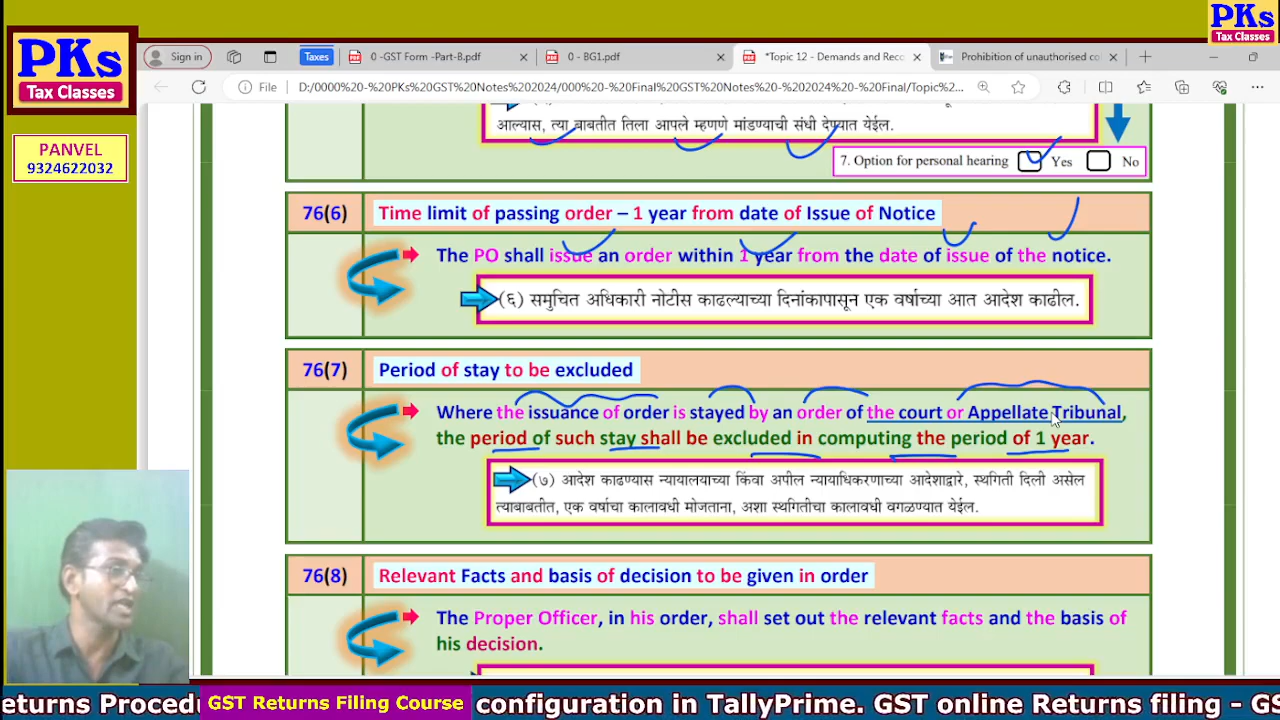 PKs
Tax Classes
PKs
Tax Classes
PANVEL
9324622032
Sign in
Taxes
0 -GST Form -Part-B.pdf
0 - BG1.pdf
*Topic 12 - Demands and Reco
Prohibition of unauthorised co
File
D:/0000%20-%20PKs%20GST%20Notes%202024/000%20-%20Final%20GST%20Notes%202024%20-%20Final/Topic%2...
आल्यास, त्या बाबतीत तिला आपले म्हणणे मांडण्याची संधी देण्यात येईल.
7. Option for personal hearing Yes No
76(6) Time limit of passing order – 1 year from date of Issue of Notice
The PO shall issue an order within 1 year from the date of issue of the notice.
(६) समुचित अधिकारी नोटीस काढल्याच्या दिनांकापासून एक वर्षाच्या आत आदेश काढील.
76(7) Period of stay to be excluded
Where the issuance of order is stayed by an order of the court or Appellate Tribunal,
the period of such stay shall be excluded in computing the period of 1 year.
(७) आदेश काढण्यास न्यायालयाच्या किंवा अपील न्यायाधिकरणाच्या आदेशाद्वारे, स्थगिती दिली असेल
त्याबाबतीत, एक वर्षाचा कालावधी मोजताना, अशा स्थगितीचा कालावधी वगळण्यात येईल.
76(8) Relevant Facts and basis of decision to be given in order
The Proper Officer, in his order, shall set out the relevant facts and the basis of
his decision.
eturns Procedu GST Returns Filing Course configuration in TallyPrime. GST online Returns filing - GS